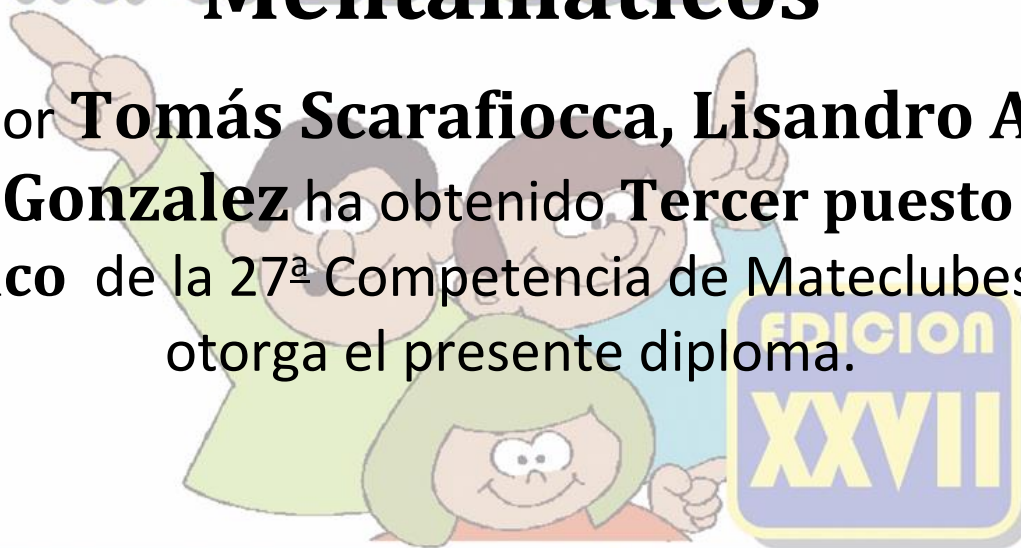 Mentamáticos
or Tomás Scarafiocca, Lisandro A
Gonzalez ha obtenido Tercer puesto
co de la 27ª Competencia de Mateclubes
otorga el presente diploma.
EDICION
XXVII